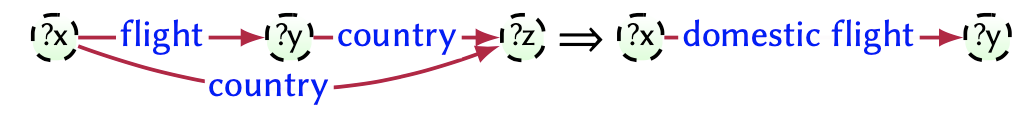 ?x flight ?y country ?z ⇒ ?x domestic flight ?y
country